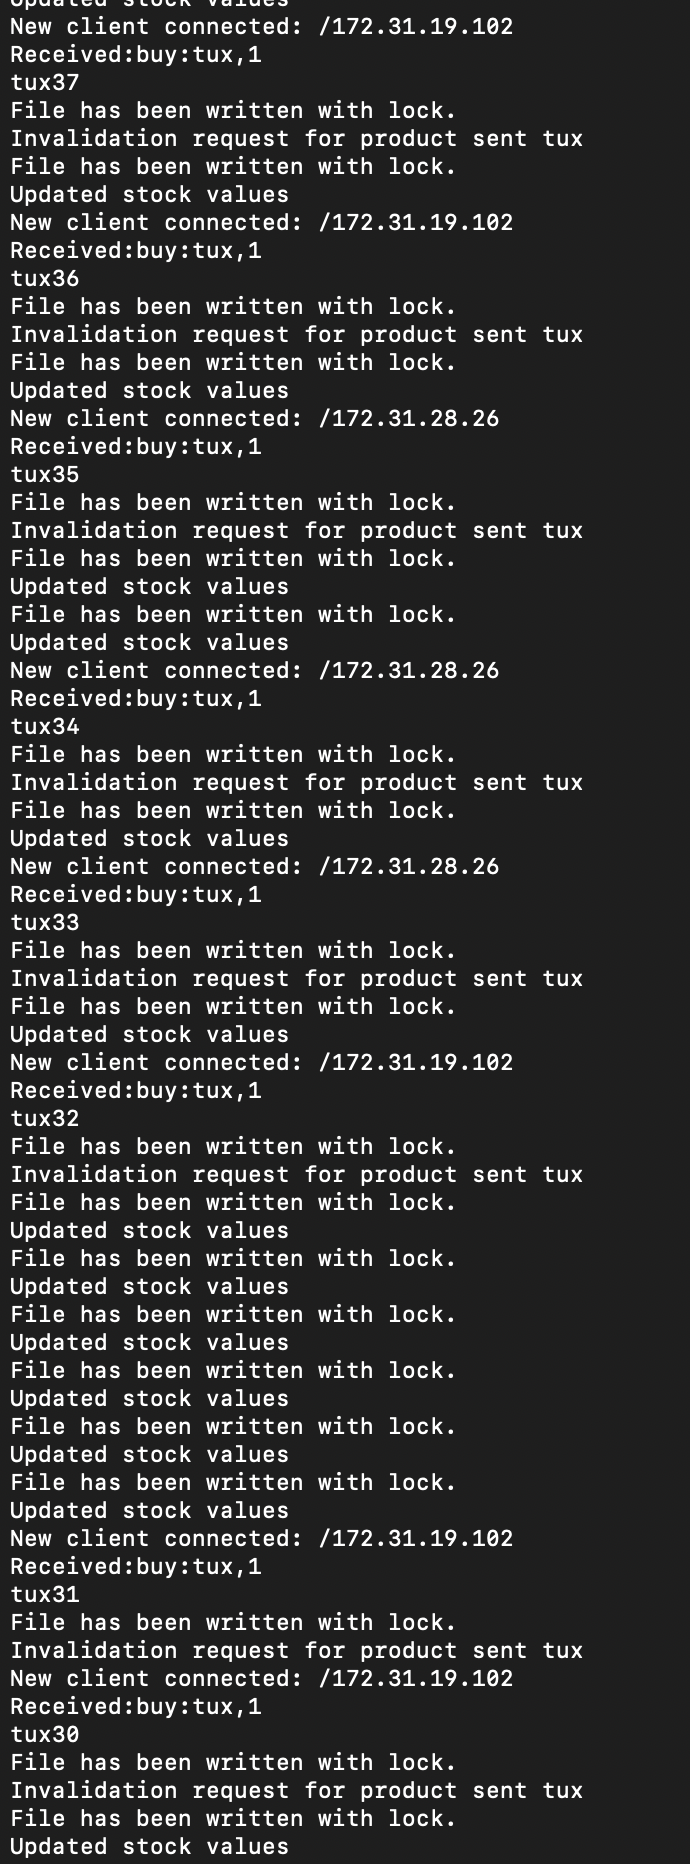 Updated stock values
New client connected: /172.31.19.102
Received:buy:tux,1
tux37
File has been written with lock.
Invalidation request for product sent tux
File has been written with lock.
Updated stock values
New client connected: /172.31.19.102
Received:buy:tux,1
tux36
File has been written with lock.
Invalidation request for product sent tux
File has been written with lock.
Updated stock values
New client connected: /172.31.28.26
Received:buy:tux,1
tux35
File has been written with lock.
Invalidation request for product sent tux
File has been written with lock.
Updated stock values
File has been written with lock.
Updated stock values
New client connected: /172.31.28.26
Received:buy:tux,1
tux34
File has been written with lock.
Invalidation request for product sent tux
File has been written with lock.
Updated stock values
New client connected: /172.31.28.26
Received:buy:tux,1
tux33
File has been written with lock.
Invalidation request for product sent tux
File has been written with lock.
Updated stock values
New client connected: /172.31.19.102
Received:buy:tux,1
tux32
File has been written with lock.
Invalidation request for product sent tux
File has been written with lock.
Updated stock values
File has been written with lock.
Updated stock values
File has been written with lock.
Updated stock values
File has been written with lock.
Updated stock values
File has been written with lock.
Updated stock values
File has been written with lock.
Updated stock values
New client connected: /172.31.19.102
Received:buy:tux,1
tux31
File has been written with lock.
Invalidation request for product sent tux
New client connected: /172.31.19.102
Received:buy:tux,1
tux30
File has been written with lock.
Invalidation request for product sent tux
File has been written with lock.
Updated stock values